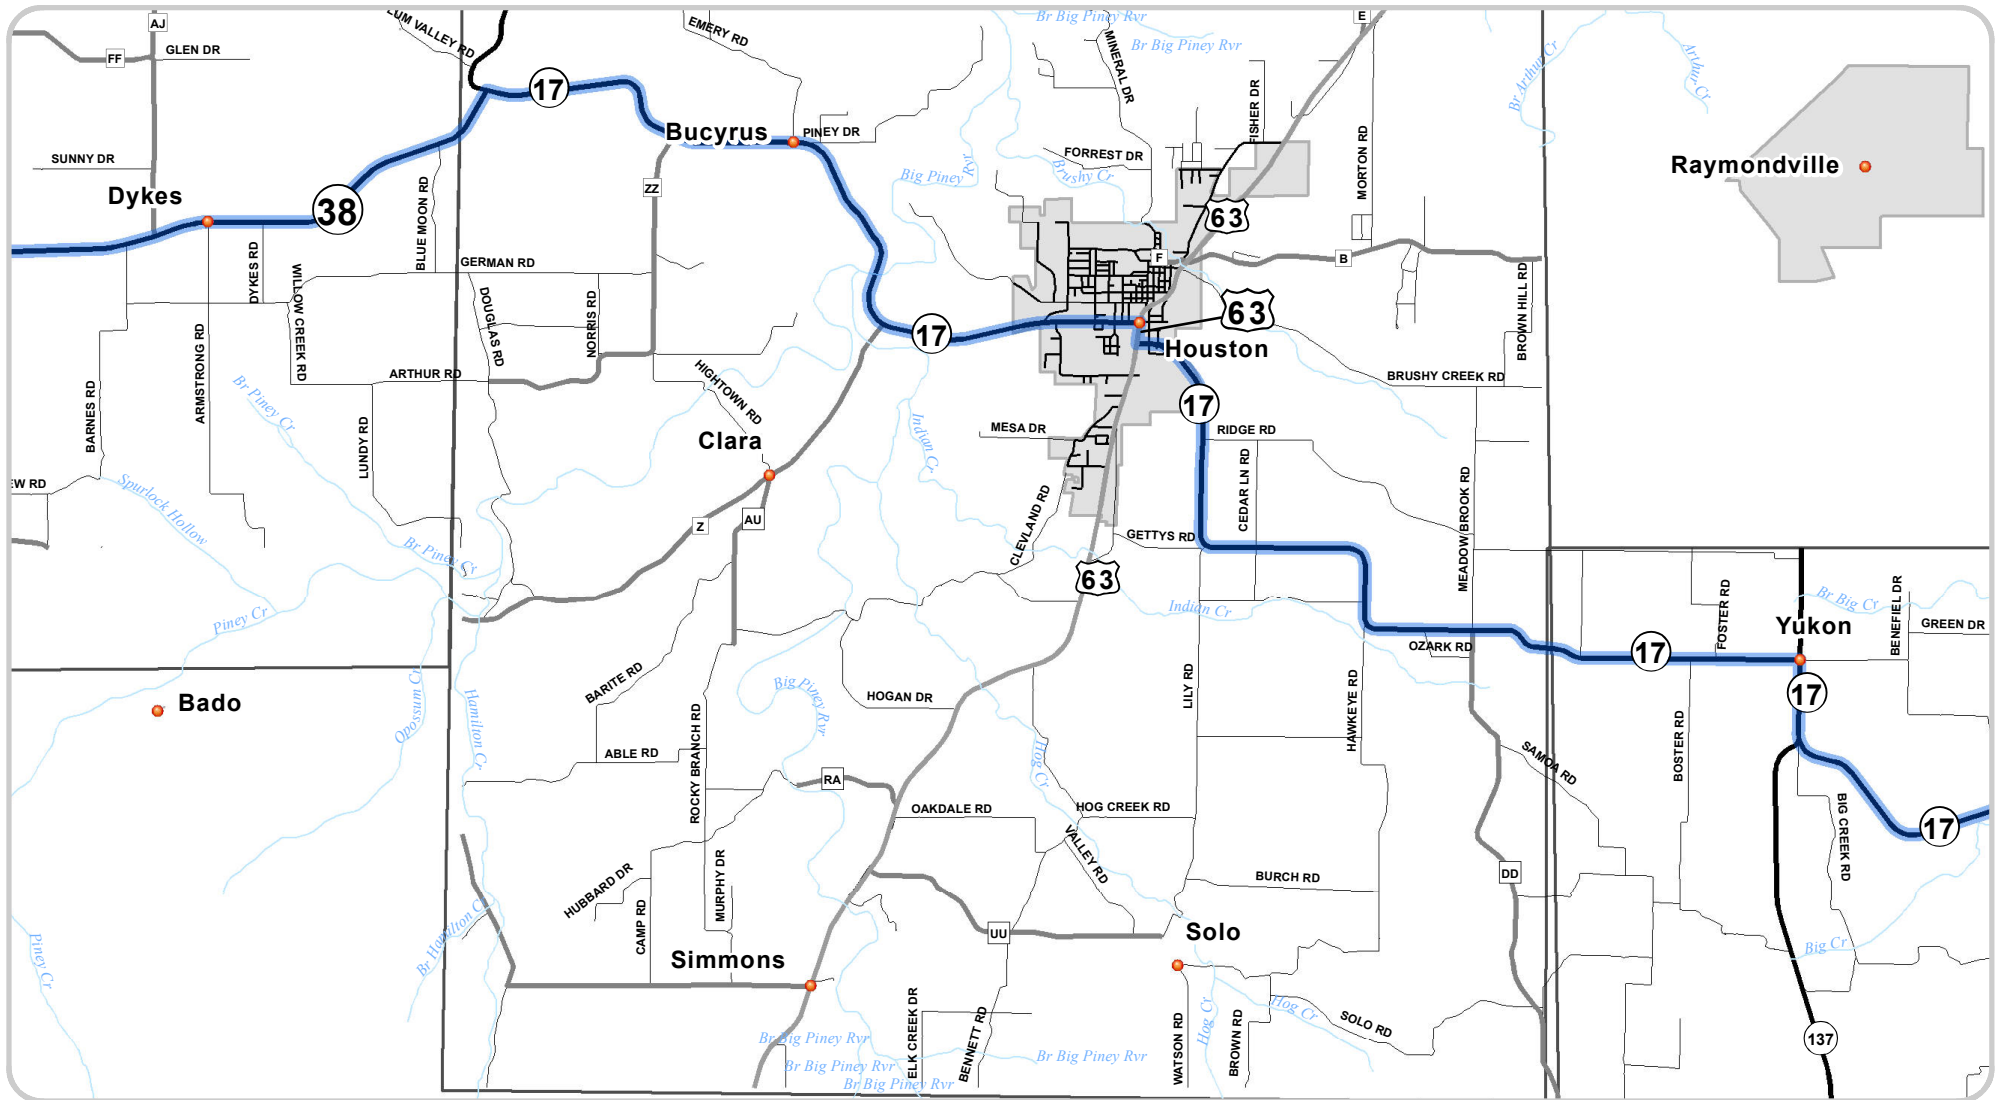 AJ
FF
GLEN DR
SUNNY DR
Dykes
38
LUM VALLEY RD
17
EMERY RD
Bucyrus
PINEY DR
ZZ
BLUE MOON RD
GERMAN RD
DYKES RD
WILLOW CREEK RD
DOUGLAS RD
NORRIS RD
ARMSTRONG RD
BARNES RD
ARTHUR RD
LUNDY RD
EW RD
Br Piney Cr
Spurlock Hollow
Br Piney Cr
Piney Cr
Opossum Cr
Hamilton Cr
Bado
Piney Cr
Br Hamilton C
HIGHTOWN RD
Clara
Z
AU
BARITE RD
ABLE RD
ROCKY BRANCH RD
HUBBARD DR
CAMP RD
MURPHY DR
Simmons
RA
HOGAN DR
Big Piney Rvr
OAKDALE RD
UU
Br Big Piney Rvr
Br Big Piney Rvr
Br Big Piney Rvr
ELK CREEK DR
BENNETT RD
Br Big Piney Rvr
Br Big Piney Rvr
Br Big Piney Rvr
MINERAL DR
E
FISHER DR
FORREST DR
Brushy Cr
Big Piney Rvr
MORTON RD
63
F
B
63
17
Houston
17
BROWN HILL RD
BRUSHY CREEK RD
MESA DR
Indian Cr
RIDGE RD
CEDAR LN RD
MEADOW BROOK RD
CLEVLAND RD
GETTYS RD
63
Indian Cr
OZARK RD
LILY RD
HAWKEYE RD
Hog Cr
HOG CREEK RD
VALLEY RD
BURCH RD
Solo
WATSON RD
Hog Cr
BROWN RD
Hog Cr
SOLO RD
SAMOA RD
DD
Br Arthur Cr
Arthur Cr
Raymondville
FOSTER RD
Br Big Cr
BENEFIEL DR
GREEN DR
Yukon
17
17
BOSTER RD
BIG CREEK RD
17
Big Cr
137